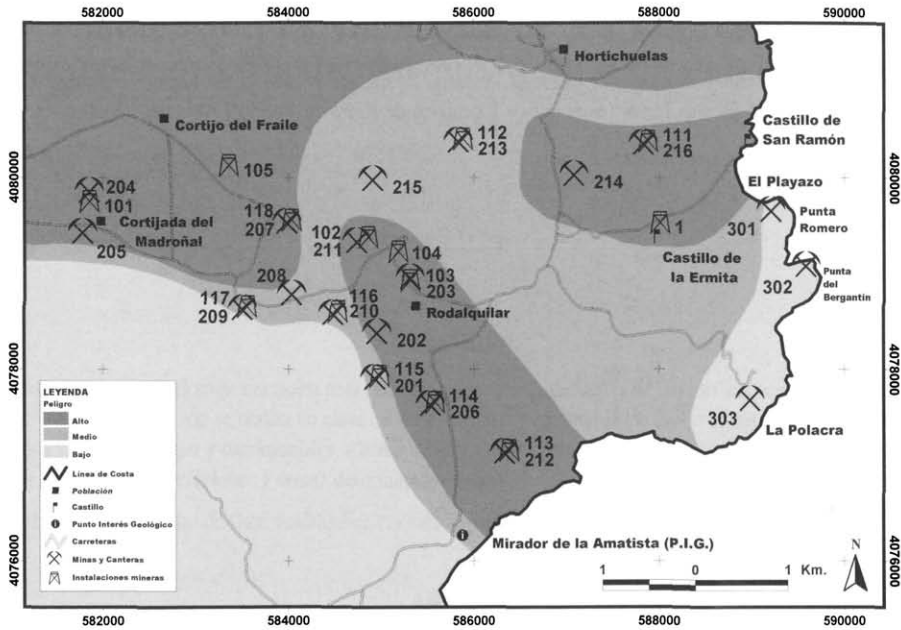 582000 584000 586000 588000 590000
Hortichuelas
Cortijo del Fraile
Castillo de
San Ramón
112
213
111
216
105
4080000
4080000
204
101
215
214
El Playazo
Cortijada del
Madroñal
205
118
207
102
211
104
1
301
Punta
Romero
Castillo de
la Ermita
208
103
203
302
Punta
del
Bergantín
117
209
116
210
Rodalquilar
202
4078000
4078000
115
201
114
206
303
La Polacra
113
212
LEYENDA
Peligro
Alto
Medio
Bajo
Línea de Costa
Población
Castillo
Punto Interés Geológico
Carreteras
Minas y Canteras
Instalaciones mineras
i
Mirador de la Amatista (P.I.G.)
4076000
4076000
N
1 0 1 Km.
582000 584000 586000 588000 590000